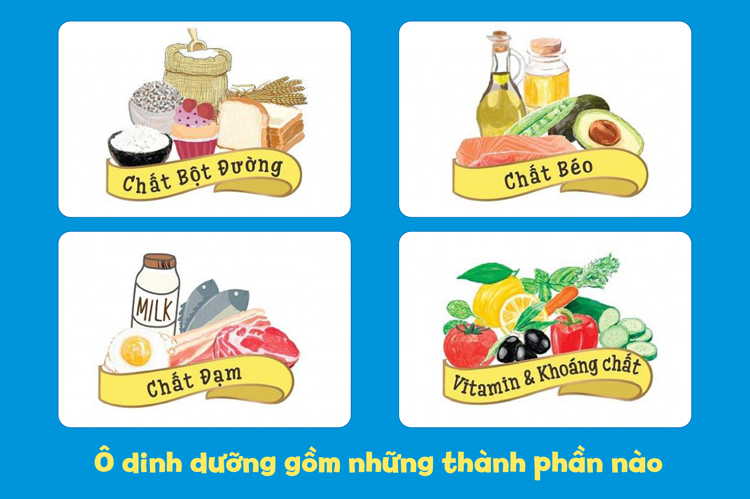 Chất Bột Đường
Chất Béo
MILK
Chất Đạm
Vitamin & Khoáng chất
Ô dinh dưỡng gồm những thành phần nào